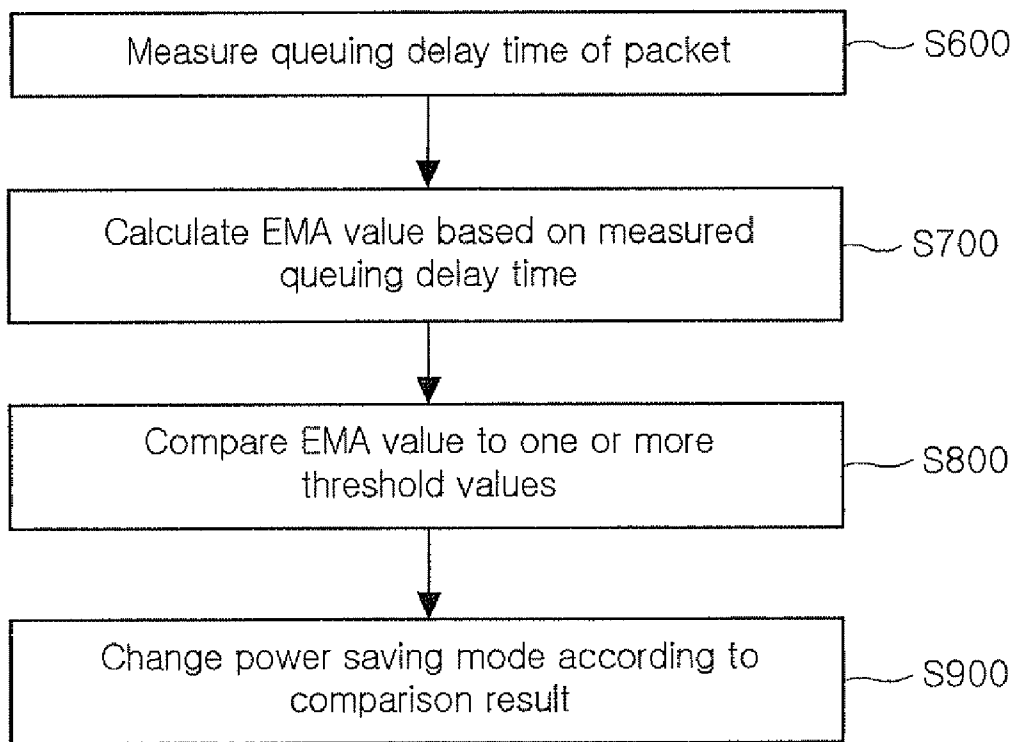 Measure queuing delay time of packet
S600
Calculate EMA value based on measured
queuing delay time
S700
Compare EMA value to one or more
threshold values
S800
Change power saving mode according to
comparison result
S900